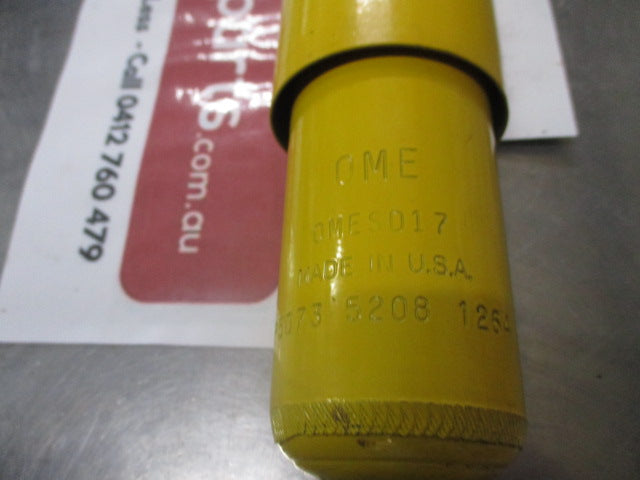 OME
OMESD17
MADE IN U.S.A.
5208
Call 0412 760 479
.com.au